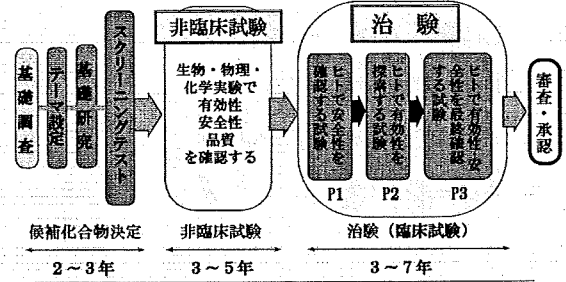 基礎調査
テーマ設定
基礎研究
スクリーニングテスト
非臨床試験
生物・物理・
化学実験で
有効性
安全性
品質
を確認する
治験
ヒトで安全性を
確認する試験
P1
ヒトで有効性を
探索する試験
P2
ヒトで有効性・安
全性を最終確認
する試験
P3
審査・承認
候補化合物決定
非臨床試験
治験（臨床試験）
2～3年
3～5年
3～7年